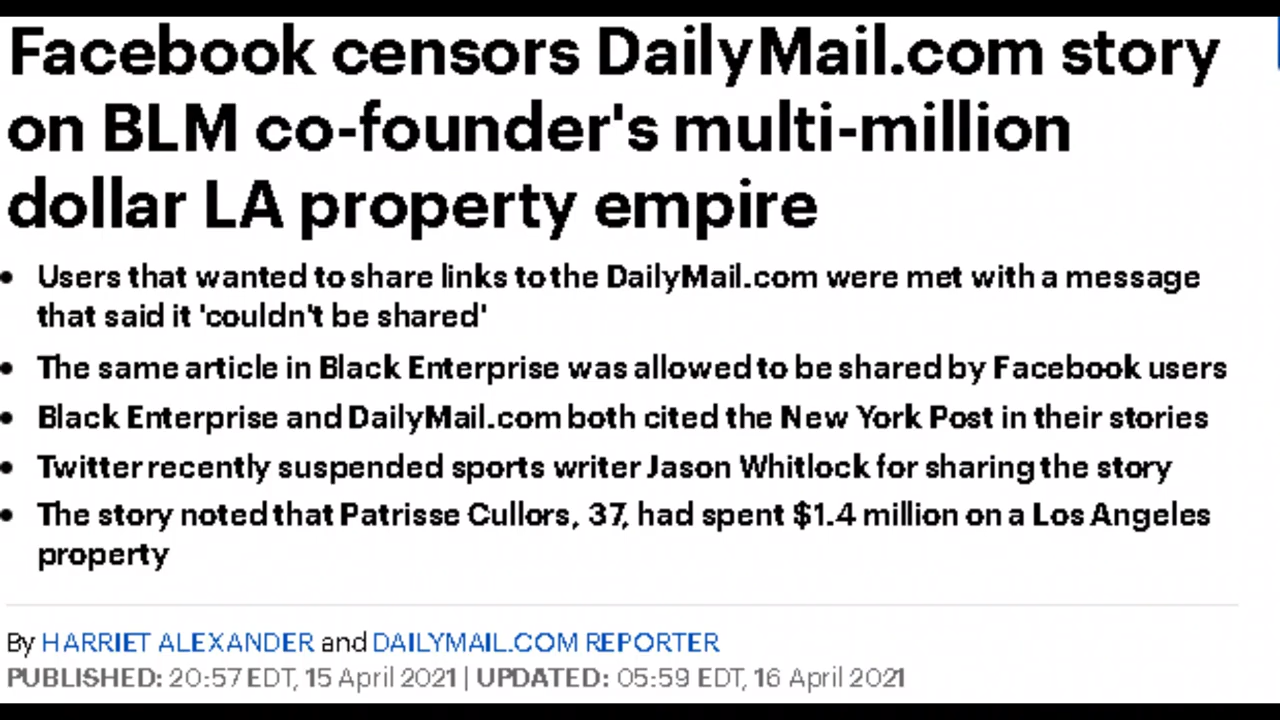 Facebook censors DailyMail.com story
on BLM co-founder's multi-million
dollar LA property empire
• Users that wanted to share links to the DailyMail.com were met with a message
that said it 'couldn't be shared'
• The same article in Black Enterprise was allowed to be shared by Facebook users
• Black Enterprise and DailyMail.com both cited the New York Post in their stories
• Twitter recently suspended sports writer Jason Whitlock for sharing the story
• The story noted that Patrisse Cullors, 37, had spent $1.4 million on a Los Angeles
property
By HARRIET ALEXANDER and DAILYMAIL.COM REPORTER
PUBLISHED: 20:57 EDT, 15 April 2021 | UPDATED: 05:59 EDT, 16 April 2021